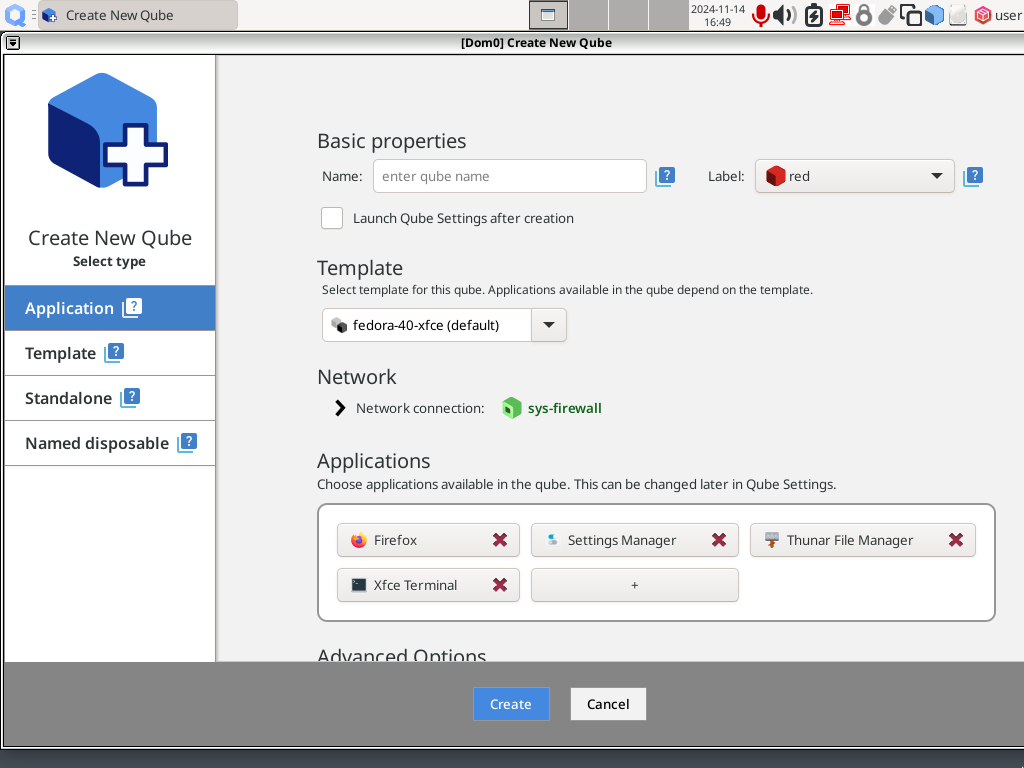 Create New Qube
2024-11-14
16:49
user
[Dom0] Create New Qube
Create New Qube
Select type
Application
Template
Standalone
Named disposable
Basic properties
Name: enter qube name Label: red
Launch Qube Settings after creation
Template
Select template for this qube. Applications available in the qube depend on the template.
fedora-40-xfce (default)
Network
Network connection: sys-firewall
Applications
Choose applications available in the qube. This can be changed later in Qube Settings.
Firefox Settings Manager Thunar File Manager
Xfce Terminal +
Advanced Options
Create Cancel